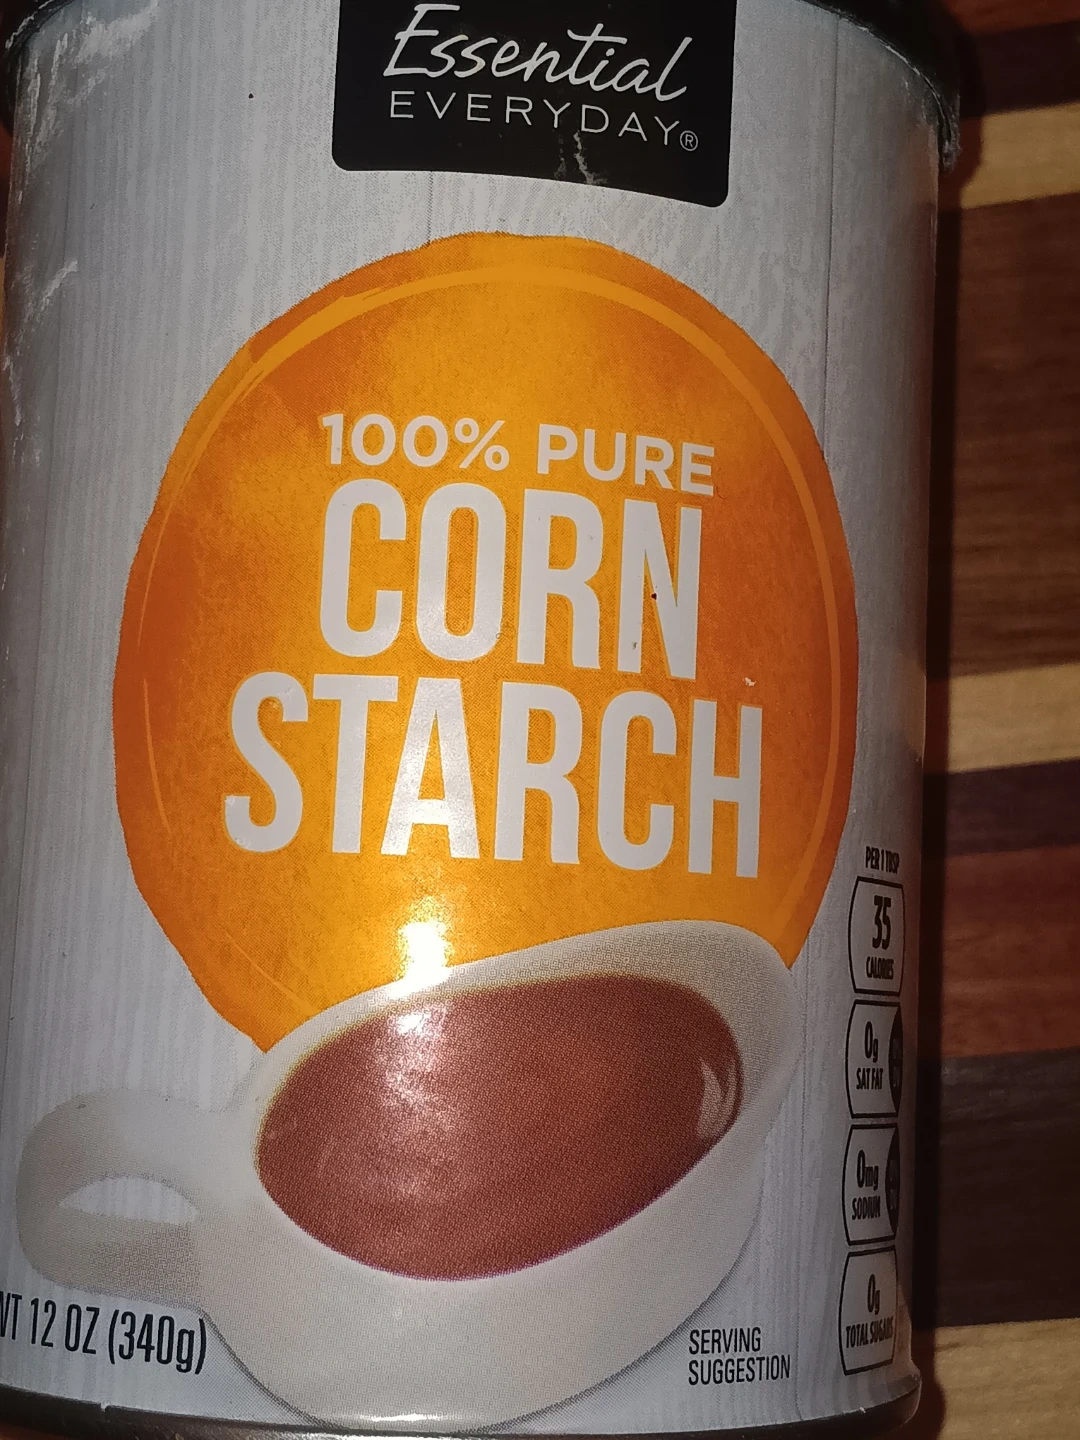 Essential
EVERYDAY®
100% PURE
CORN
STARCH
PER 1 TBSP
35
CALORIES
0g
SAT FAT
0mg
SODIUM
0g
TOTAL SUGARS
12 OZ (340g)
SERVING
SUGGESTION